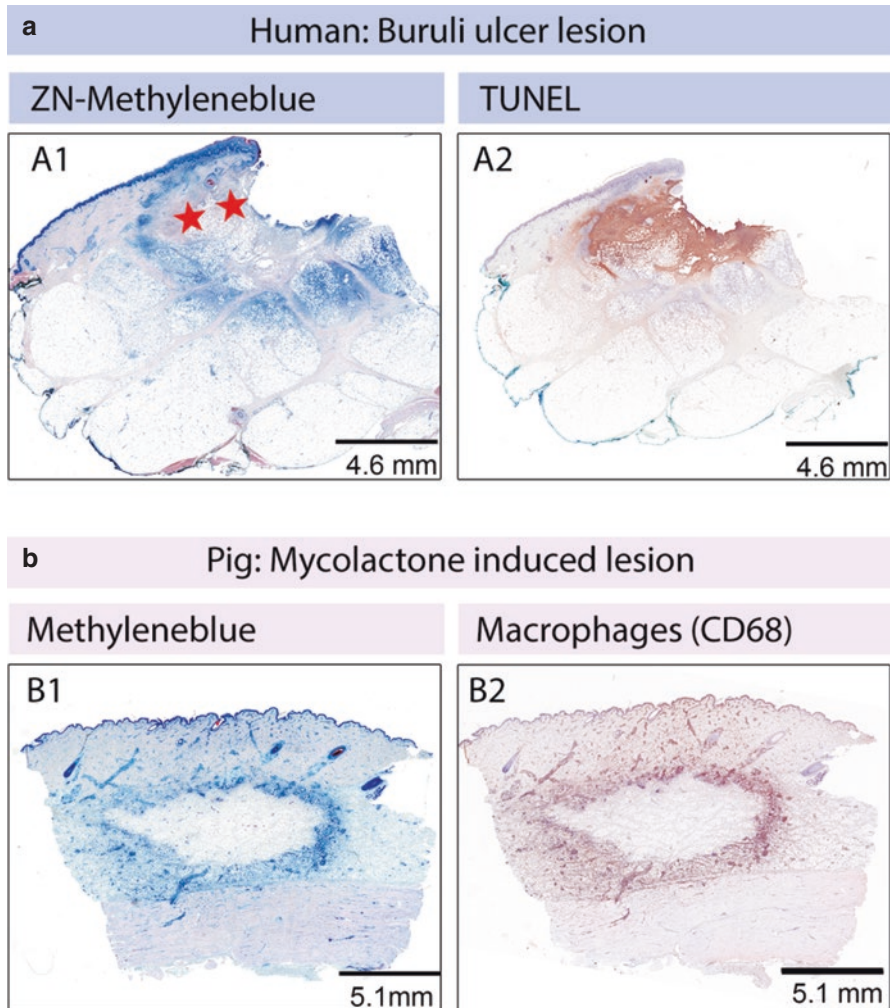 a
Human: Buruli ulcer lesion
ZN-Methyleneblue
TUNEL
A1
A2
4.6 mm
4.6 mm
b
Pig: Mycolactone induced lesion
Methyleneblue
Macrophages (CD68)
B1
B2
5.1mm
5.1 mm